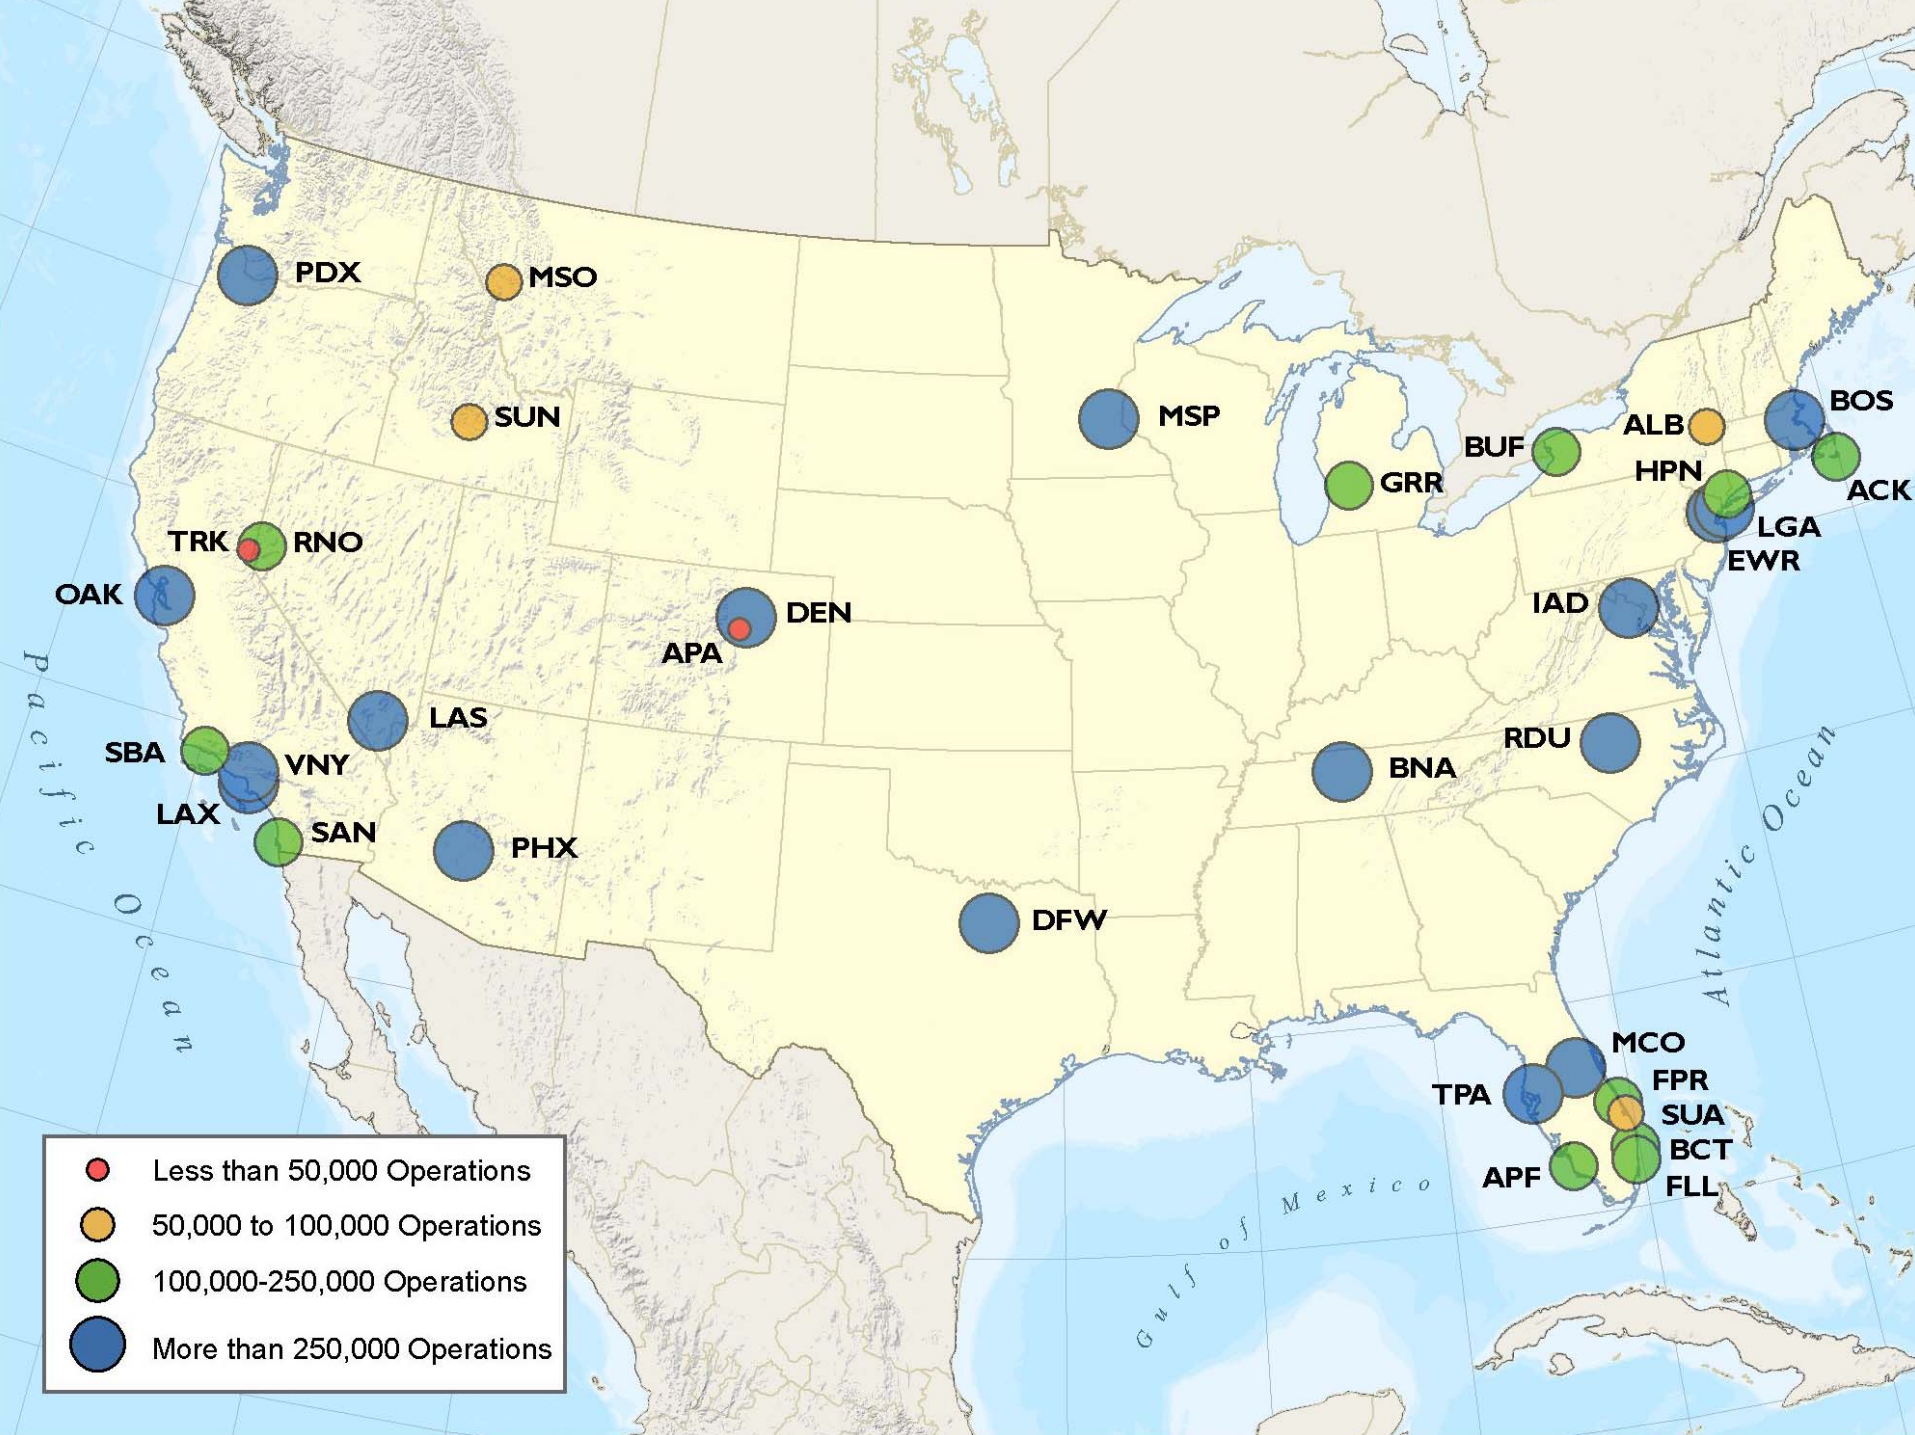 PDX
MSO
SUN
MSP
GRR
BUF
ALB
BOS
HPN
ACK
LGA
EWR
TRK
RNO
OAK
DEN
APA
IAD
LAS
SBA
VNY
LAX
SAN
PHX
BNA
RDU
DFW
MCO
TPA
FPR
SUA
BCT
APF
FLL
Pacific Ocean
Atlantic Ocean
Gulf of Mexico
Less than 50,000 Operations
50,000 to 100,000 Operations
100,000-250,000 Operations
More than 250,000 Operations